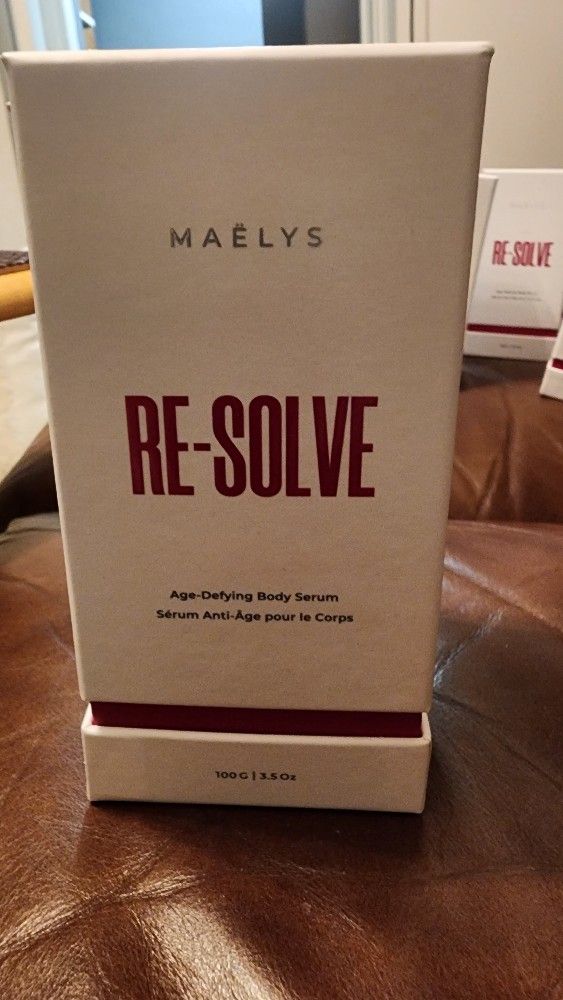 MAËLYS
RE-SOLVE
Age-Defying Body Serum
Sérum Anti-Âge pour le Corps
100 G | 3.5 Oz
RE-SOLVE